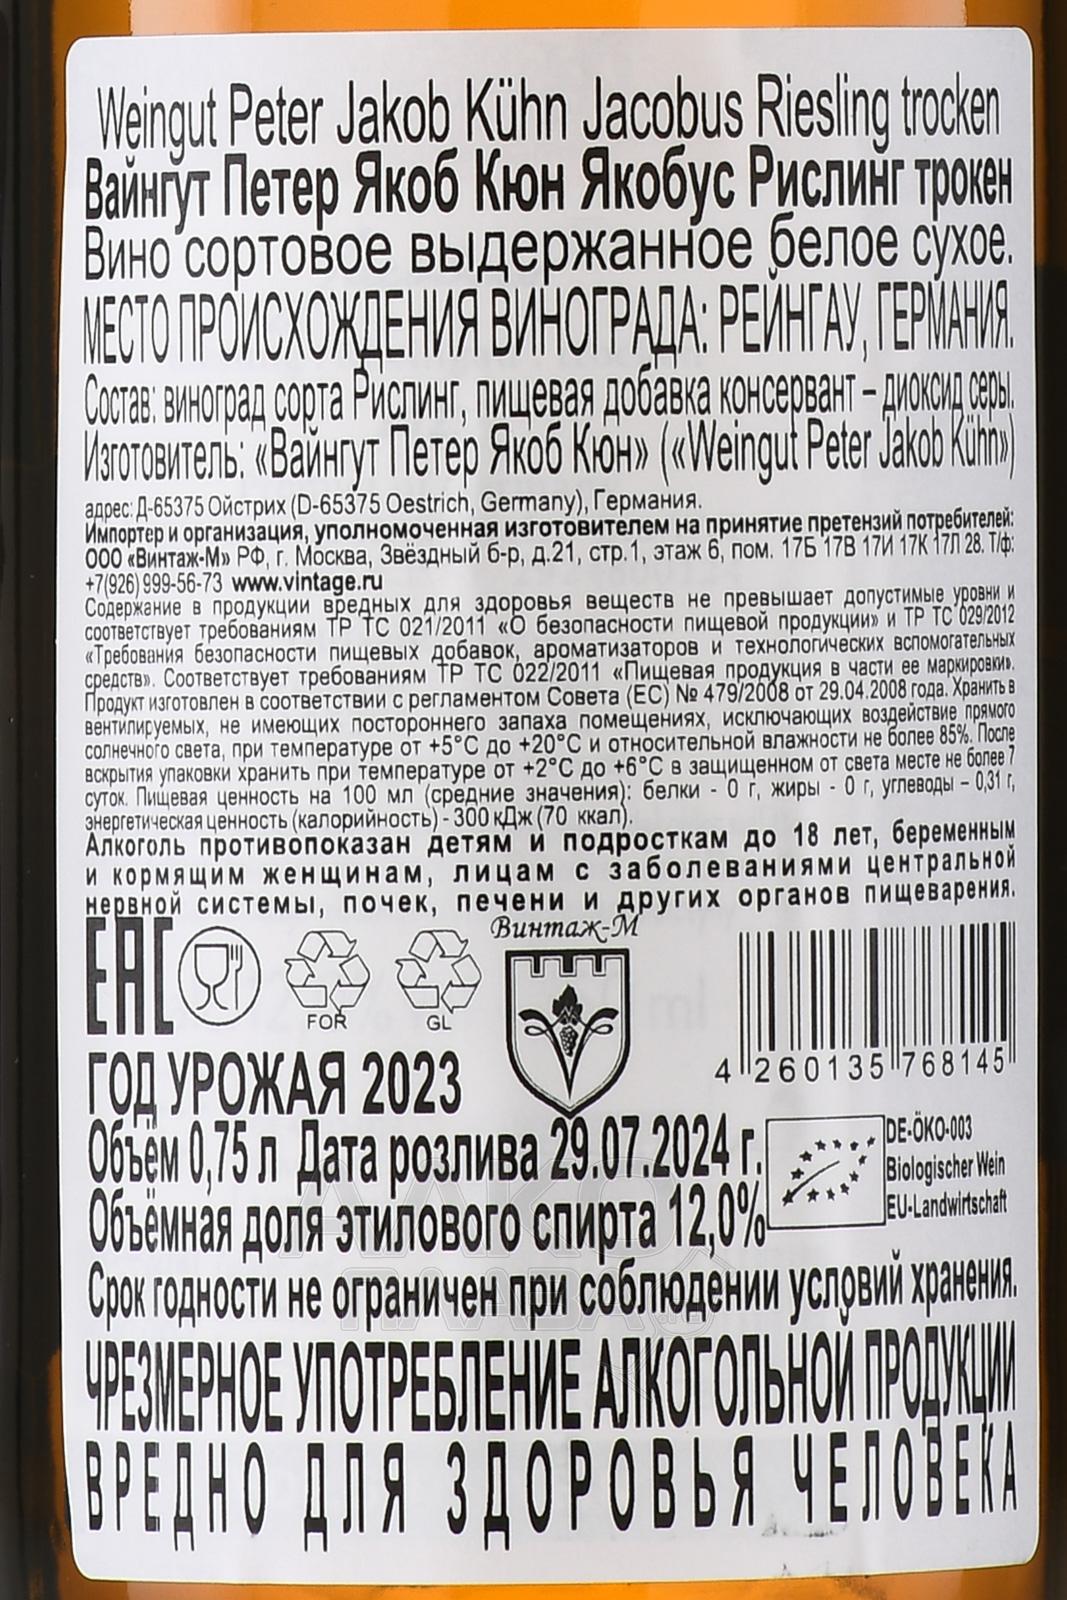 Weingut Peter Jakob Kühn Jacobus Riesling trocken
Вайнгут Петер Якоб Кюн Якобус Рислинг трокен
Вино сортовое выдержанное белое сухое.
МЕСТО ПРОИСХОЖДЕНИЯ ВИНОГРАДА: РЕЙНГАУ, ГЕРМАНИЯ.
Состав: виноград сорта Рислинг, пищевая добавка консервант – диоксид серы.
Изготовитель: «Вайнгут Петер Якоб Кюн» («Weingut Peter Jakob Kühn»)
адрес: Д-65375 Ойстрих (D-65375 Oestrich, Germany), Германия.
Импортер и организация, уполномоченная изготовителем на принятие претензий потребителей:
ООО «Винтаж-М» РФ, г. Москва, Звёздный б-р, д.21, стр.1, этаж 6, пом. 17Б 17В 17И 17К 17Л 28. Т/ф:
+7(926) 999-56-73 www.vintage.ru
Содержание в продукции вредных для здоровья веществ не превышает допустимые уровни и
соответствует требованиям ТР ТС 021/2011 «О безопасности пищевой продукции» и ТР ТС 029/2012
«Требования безопасности пищевых добавок, ароматизаторов и технологических вспомогательных
средств». Соответствует требованиям ТР ТС 022/2011 «Пищевая продукция в части ее маркировки».
Продукт изготовлен в соответствии с регламентом Совета (ЕС) № 479/2008 от 29.04.2008 года. Хранить в
вентилируемых, не имеющих постороннего запаха помещениях, исключающих воздействие прямого
солнечного света, при температуре от +5°С до +20°С и относительной влажности не более 85%. После
вскрытия упаковки хранить при температуре от +2°С до +6°С в защищенном от света месте не более 7
суток. Пищевая ценность на 100 мл (средние значения): белки - 0 г, жиры - 0 г, углеводы – 0,31 г,
энергетическая ценность (калорийность) - 300 кДж (70 ккал).
Алкоголь противопоказан детям и подросткам до 18 лет, беременным
и кормящим женщинам, лицам с заболеваниями центральной
нервной системы, почек, печени и других органов пищеварения.
ЕАС
FOR
GL
Винтаж-М
4 260135 768145
ГОД УРОЖАЯ 2023
Объём 0,75 л Дата розлива 29.07.2024 г.
Объёмная доля этилового спирта 12,0%
DE-ÖKO-003
Biologischer Wein
EU-Landwirtschaft
Срок годности не ограничен при соблюдении условий хранения.
ЧРЕЗМЕРНОЕ УПОТРЕБЛЕНИЕ АЛКОГОЛЬНОЙ ПРОДУКЦИИ
ВРЕДНО ДЛЯ ЗДОРОВЬЯ ЧЕЛОВЕКА